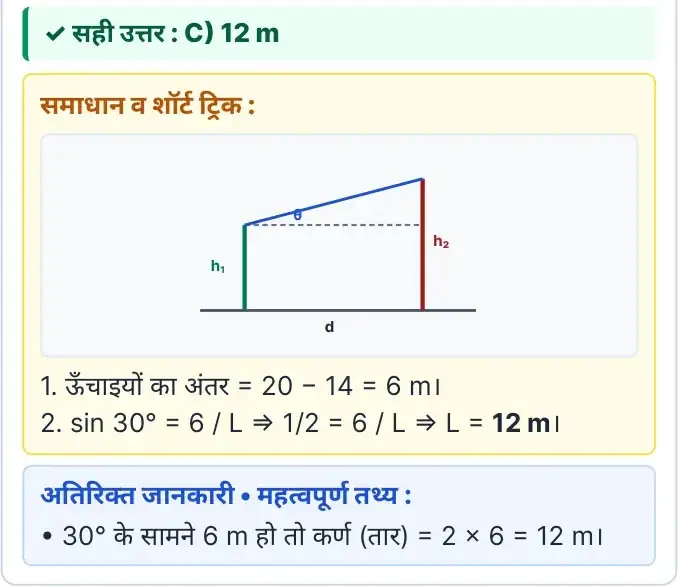 ✓ सही उत्तर : C) 12 m
समाधान व शॉर्ट ट्रिक :
θ
h₁
h₂
d
1. ऊँचाइयों का अंतर = 20 − 14 = 6 m।
2. sin 30° = 6 / L ⇒ 1/2 = 6 / L ⇒ L = 12 m।
अतिरिक्त जानकारी • महत्वपूर्ण तथ्य :
• 30° के सामने 6 m हो तो कर्ण (तार) = 2 × 6 = 12 m।